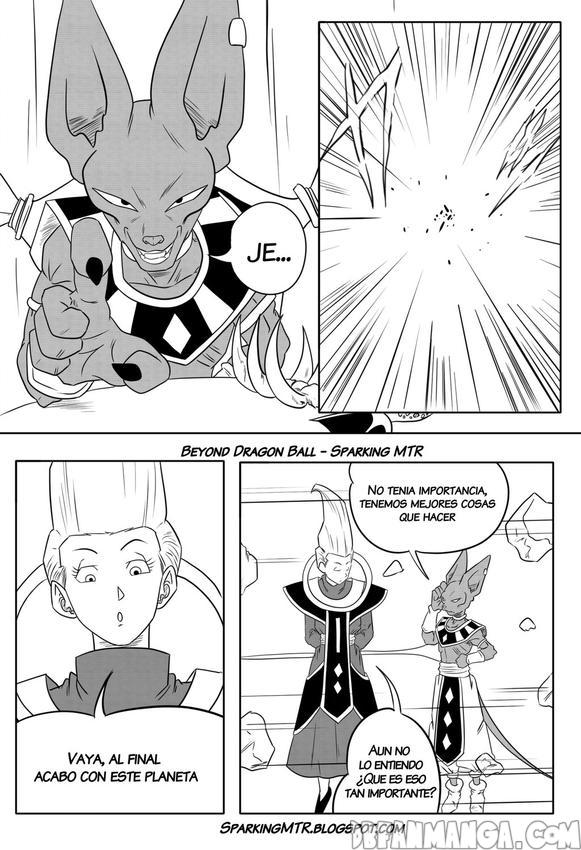 JE...
BEYOND DRAGON BALL - SPARKING MTR
VAYA, AL FINAL
ACABO CON ESTE PLANETA
NO TENIA IMPORTANCIA,
TENEMOS MEJORES COSAS
QUE HACER
AUN NO
LO ENTIENDO
¿QUE ES ESO
TAN IMPORTANTE?
SPARKINGMTR.BLOGSPOT.COM
DBFANMANGA.COM